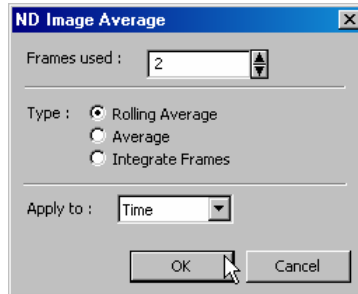 ND Image Average
Frames used : 2
Type : Rolling Average
Average
Integrate Frames
Apply to : Time
OK Cancel